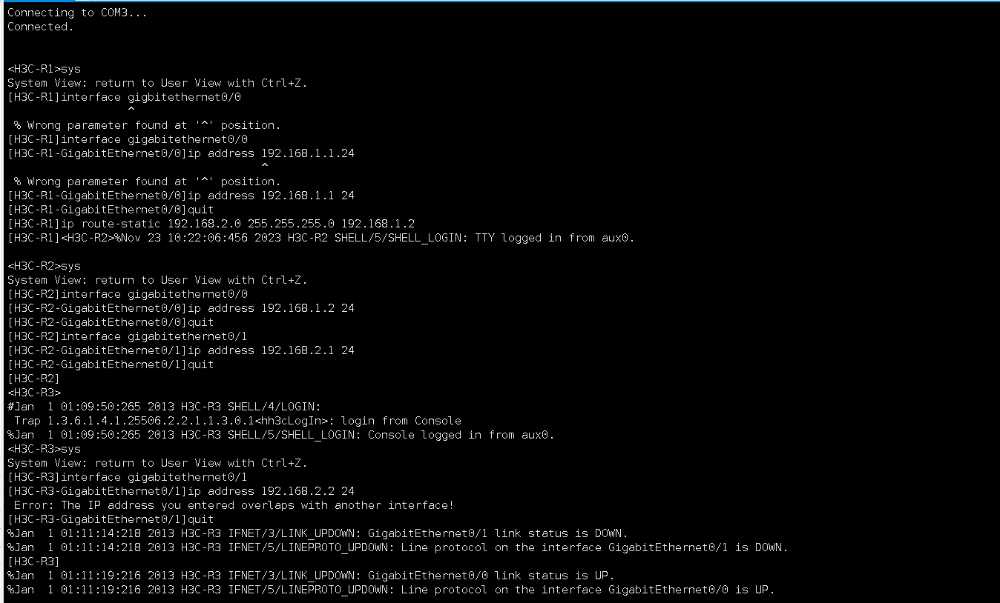 Connecting to COM3...
Connected.
<H3C-R1>sys
System View: return to User View with Ctrl+Z.
[H3C-R1]interface gigbitethernet0/0
^
% Wrong parameter found at '^' position.
[H3C-R1]interface gigabitethernet0/0
[H3C-R1-GigabitEthernet0/0]ip address 192.168.1.1.24
^
% Wrong parameter found at '^' position.
[H3C-R1-GigabitEthernet0/0]ip address 192.168.1.1 24
[H3C-R1-GigabitEthernet0/0]quit
[H3C-R1]ip route-static 192.168.2.0 255.255.255.0 192.168.1.2
[H3C-R1]<H3C-R2>%Nov 23 10:22:06:456 2023 H3C-R2 SHELL/5/SHELL_LOGIN: TTY logged in from aux0.
<H3C-R2>sys
System View: return to User View with Ctrl+Z.
[H3C-R2]interface gigabitethernet0/0
[H3C-R2-GigabitEthernet0/0]ip address 192.168.1.2 24
[H3C-R2-GigabitEthernet0/0]quit
[H3C-R2]interface gigabitethernet0/1
[H3C-R2-GigabitEthernet0/1]ip address 192.168.2.1 24
[H3C-R2-GigabitEthernet0/1]quit
[H3C-R2]
<H3C-R3>
#Jan  1 01:09:50:265 2013 H3C-R3 SHELL/4/LOGIN:
Trap 1.3.6.1.4.1.25506.2.2.1.1.3.0.1<hh3cLogIn>: login from Console
%Jan  1 01:09:50:265 2013 H3C-R3 SHELL/5/SHELL_LOGIN: Console logged in from aux0.
<H3C-R3>sys
System View: return to User View with Ctrl+Z.
[H3C-R3]interface gigabitethernet0/1
[H3C-R3-GigabitEthernet0/1]ip address 192.168.2.2 24
Error: The IP address you entered overlaps with another interface!
[H3C-R3-GigabitEthernet0/1]quit
%Jan  1 01:11:14:218 2013 H3C-R3 IFNET/3/LINK_UPDOWN: GigabitEthernet0/1 link status is DOWN.
%Jan  1 01:11:14:218 2013 H3C-R3 IFNET/5/LINEPROTO_UPDOWN: Line protocol on the interface GigabitEthernet0/1 is DOWN.
[H3C-R3]
%Jan  1 01:11:19:216 2013 H3C-R3 IFNET/3/LINK_UPDOWN: GigabitEthernet0/0 link status is UP.
%Jan  1 01:11:19:216 2013 H3C-R3 IFNET/5/LINEPROTO_UPDOWN: Line protocol on the interface GigabitEthernet0/0 is UP.